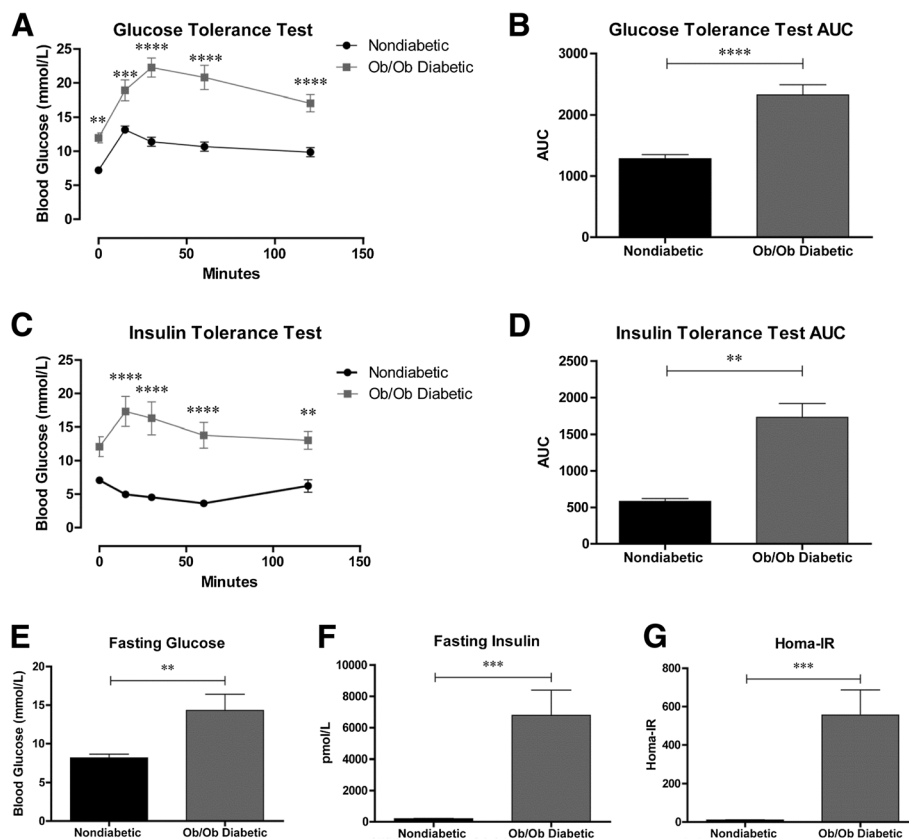 A
Glucose Tolerance Test
Blood Glucose (mmol/L)
25
20
15
10
5
0
**
***
****
****
****
Nondiabetic
Ob/Ob Diabetic
0
50
100
150
Minutes
B
Glucose Tolerance Test AUC
****
AUC
3000
2000
1000
0
Nondiabetic
Ob/Ob Diabetic
C
Insulin Tolerance Test
Blood Glucose (mmol/L)
25
20
15
10
5
0
****
****
****
**
Nondiabetic
Ob/Ob Diabetic
0
50
100
150
Minutes
D
Insulin Tolerance Test AUC
**
AUC
2500
2000
1500
1000
500
0
Nondiabetic
Ob/Ob Diabetic
E
Fasting Glucose
**
Blood Glucose (mmol/L)
20
15
10
5
0
Nondiabetic
Ob/Ob Diabetic
F
Fasting Insulin
***
pmol/L
10000
8000
6000
4000
2000
0
Nondiabetic
Ob/Ob Diabetic
G
Homa-IR
***
Homa-IR
800
600
400
200
0
Nondiabetic
Ob/Ob Diabetic